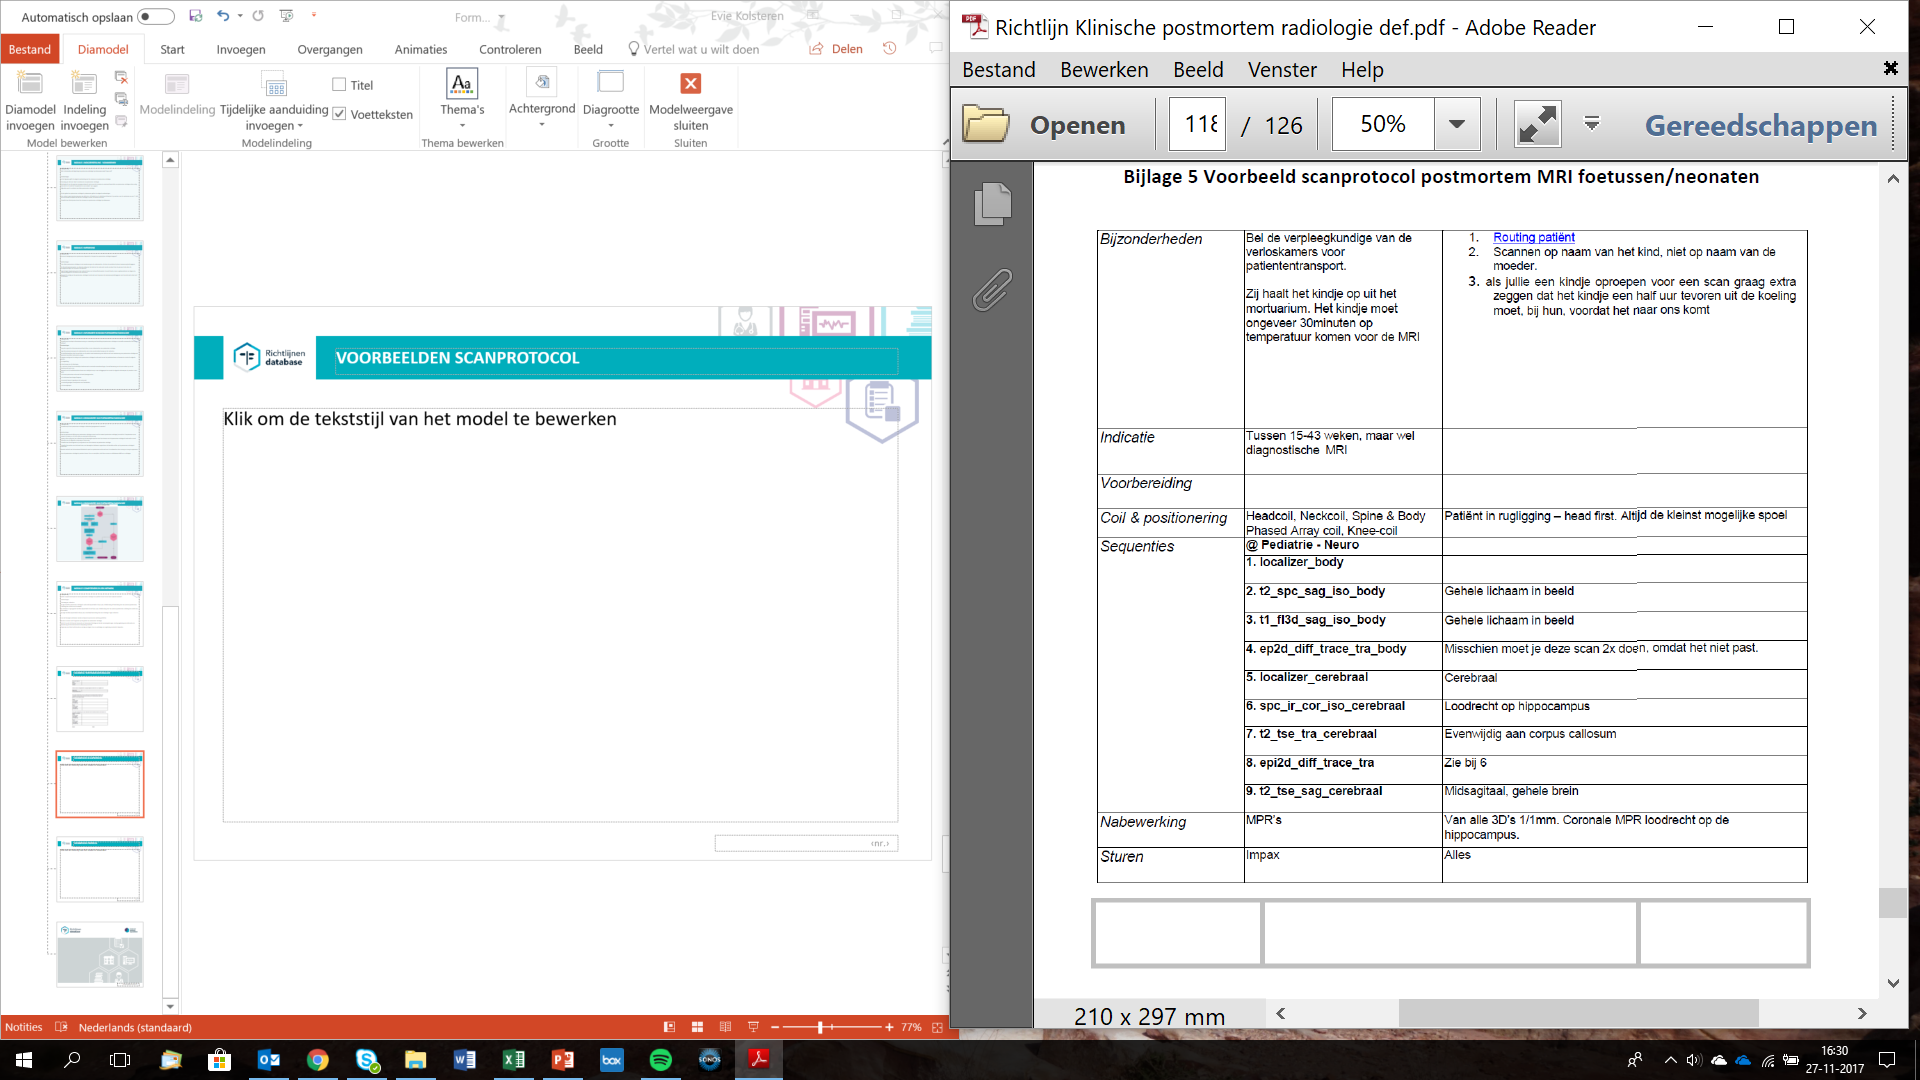 Automatisch opslaan
Form...
Evie Kolsteren
Bestand
Diamodel
Start
Invoegen
Overgangen
Animaties
Controleren
Beeld
Vertel wat u wilt doen
Delen
Diamodel invoegen
Indeling invoegen
Model bewerken
Modelindeling
Tijdelijke aanduiding invoegen
Titel
Voetteksten
Modelindeling
Aa
Thema's
Thema bewerken
Achtergrond
Diagrootte
Grootte
Modelweergave sluiten
Sluiten
Richtlijnen database
VOORBEELDEN SCANPROTOCOL
Klik om de tekststijl van het model te bewerken
‹nr.›
Notities
Nederlands (standaard)
77%
Richtlijn Klinische postmortem radiologie def.pdf - Adobe Reader
Bestand Bewerken Beeld Venster Help
Openen
118 / 126
50%
Gereedschappen
Bijlage 5 Voorbeeld scanprotocol postmortem MRI foetussen/neonaten
Bijzonderheden
Bel de verpleegkundige van de
verloskamers voor
patiententransport.
Zij haalt het kindje op uit het
mortuarium. Het kindje moet
ongeveer 30minuten op
temperatuur komen voor de MRI
1. Routing patiënt
2. Scannen op naam van het kind, niet op naam van de
moeder.
3. als jullie een kindje oproepen voor een scan graag extra
zeggen dat het kindje een half uur tevoren uit de koeling
moet, bij hun, voordat het naar ons komt
Indicatie
Tussen 15-43 weken, maar wel
diagnostische MRI
Voorbereiding
Coil & positionering
Headcoil, Neckcoil, Spine & Body
Phased Array coil, Knee-coil
Patiënt in rugligging – head first. Altijd de kleinst mogelijke spoel
Sequenties
@ Pediatrie - Neuro
1. localizer_body
2. t2_spc_sag_iso_body
Gehele lichaam in beeld
3. t1_fl3d_sag_iso_body
Gehele lichaam in beeld
4. ep2d_diff_trace_tra_body
Misschien moet je deze scan 2x doen, omdat het niet past.
5. localizer_cerebraal
Cerebraal
6. spc_ir_cor_iso_cerebraal
Loodrecht op hippocampus
7. t2_tse_tra_cerebraal
Evenwijdig aan corpus callosum
8. epi2d_diff_trace_tra
Zie bij 6
9. t2_tse_sag_cerebraal
Midsagitaal, gehele brein
Nabewerking
MPR's
Van alle 3D's 1/1mm. Coronale MPR loodrecht op de
hippocampus.
Sturen
Impax
Alles
210 x 297 mm
box
SONOS
16:30
27-11-2017